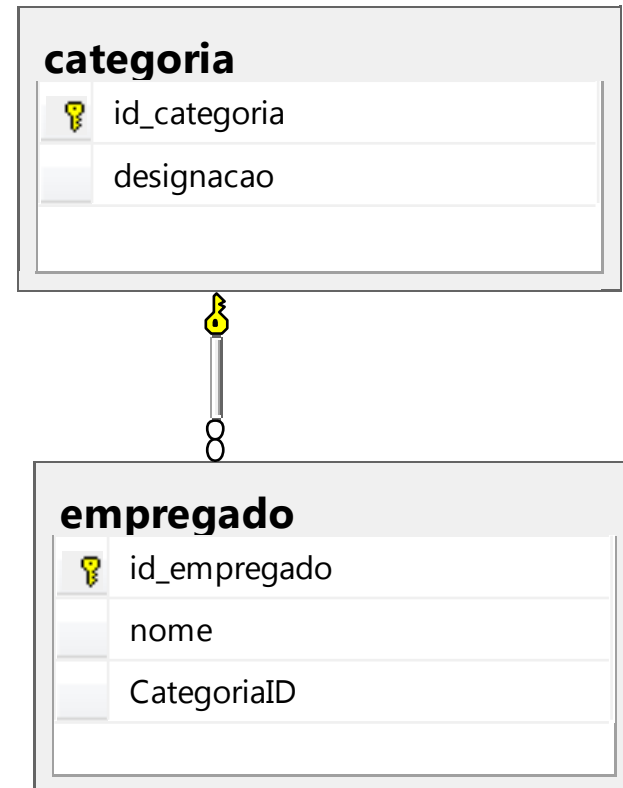 categoria
id_categoria
designacao
empregado
id_empregado
nome
CategoriaID